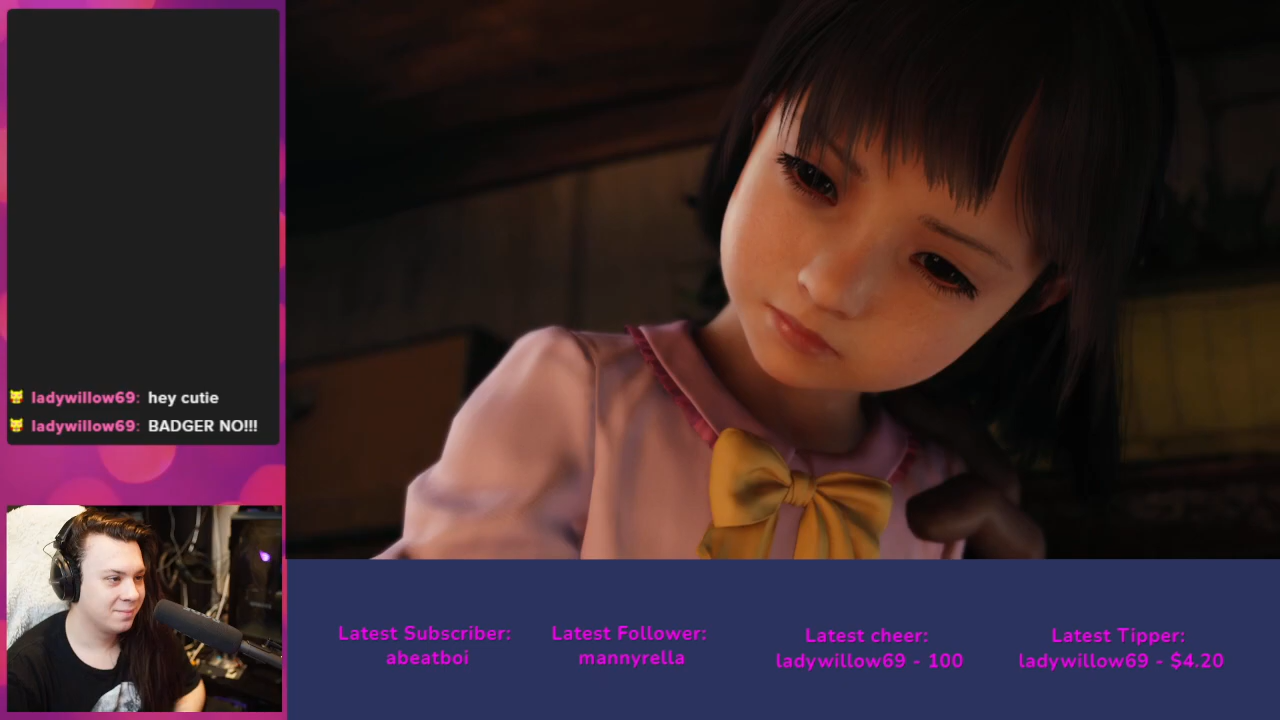 ladywillow69: hey cutie
ladywillow69: BADGER NO!!!
Latest Subscriber:
abeatboi
Latest Follower:
mannyrella
Latest cheer:
ladywillow69 - 100
Latest Tipper:
ladywillow69 - $4.20